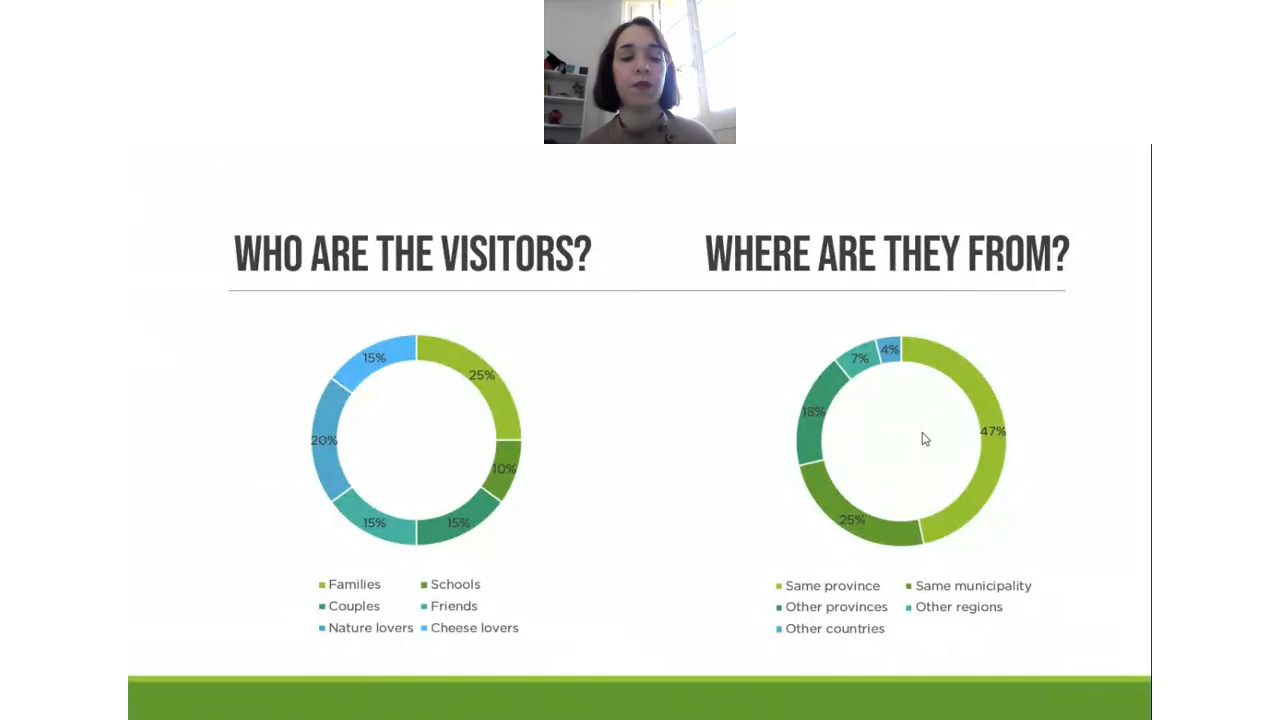 WHO ARE THE VISITORS?
15%
25%
20%
10%
15%
15%
Families
Schools
Couples
Friends
Nature lovers
Cheese lovers
WHERE ARE THEY FROM?
4%
7%
18%
47%
25%
Same province
Same municipality
Other provinces
Other regions
Other countries